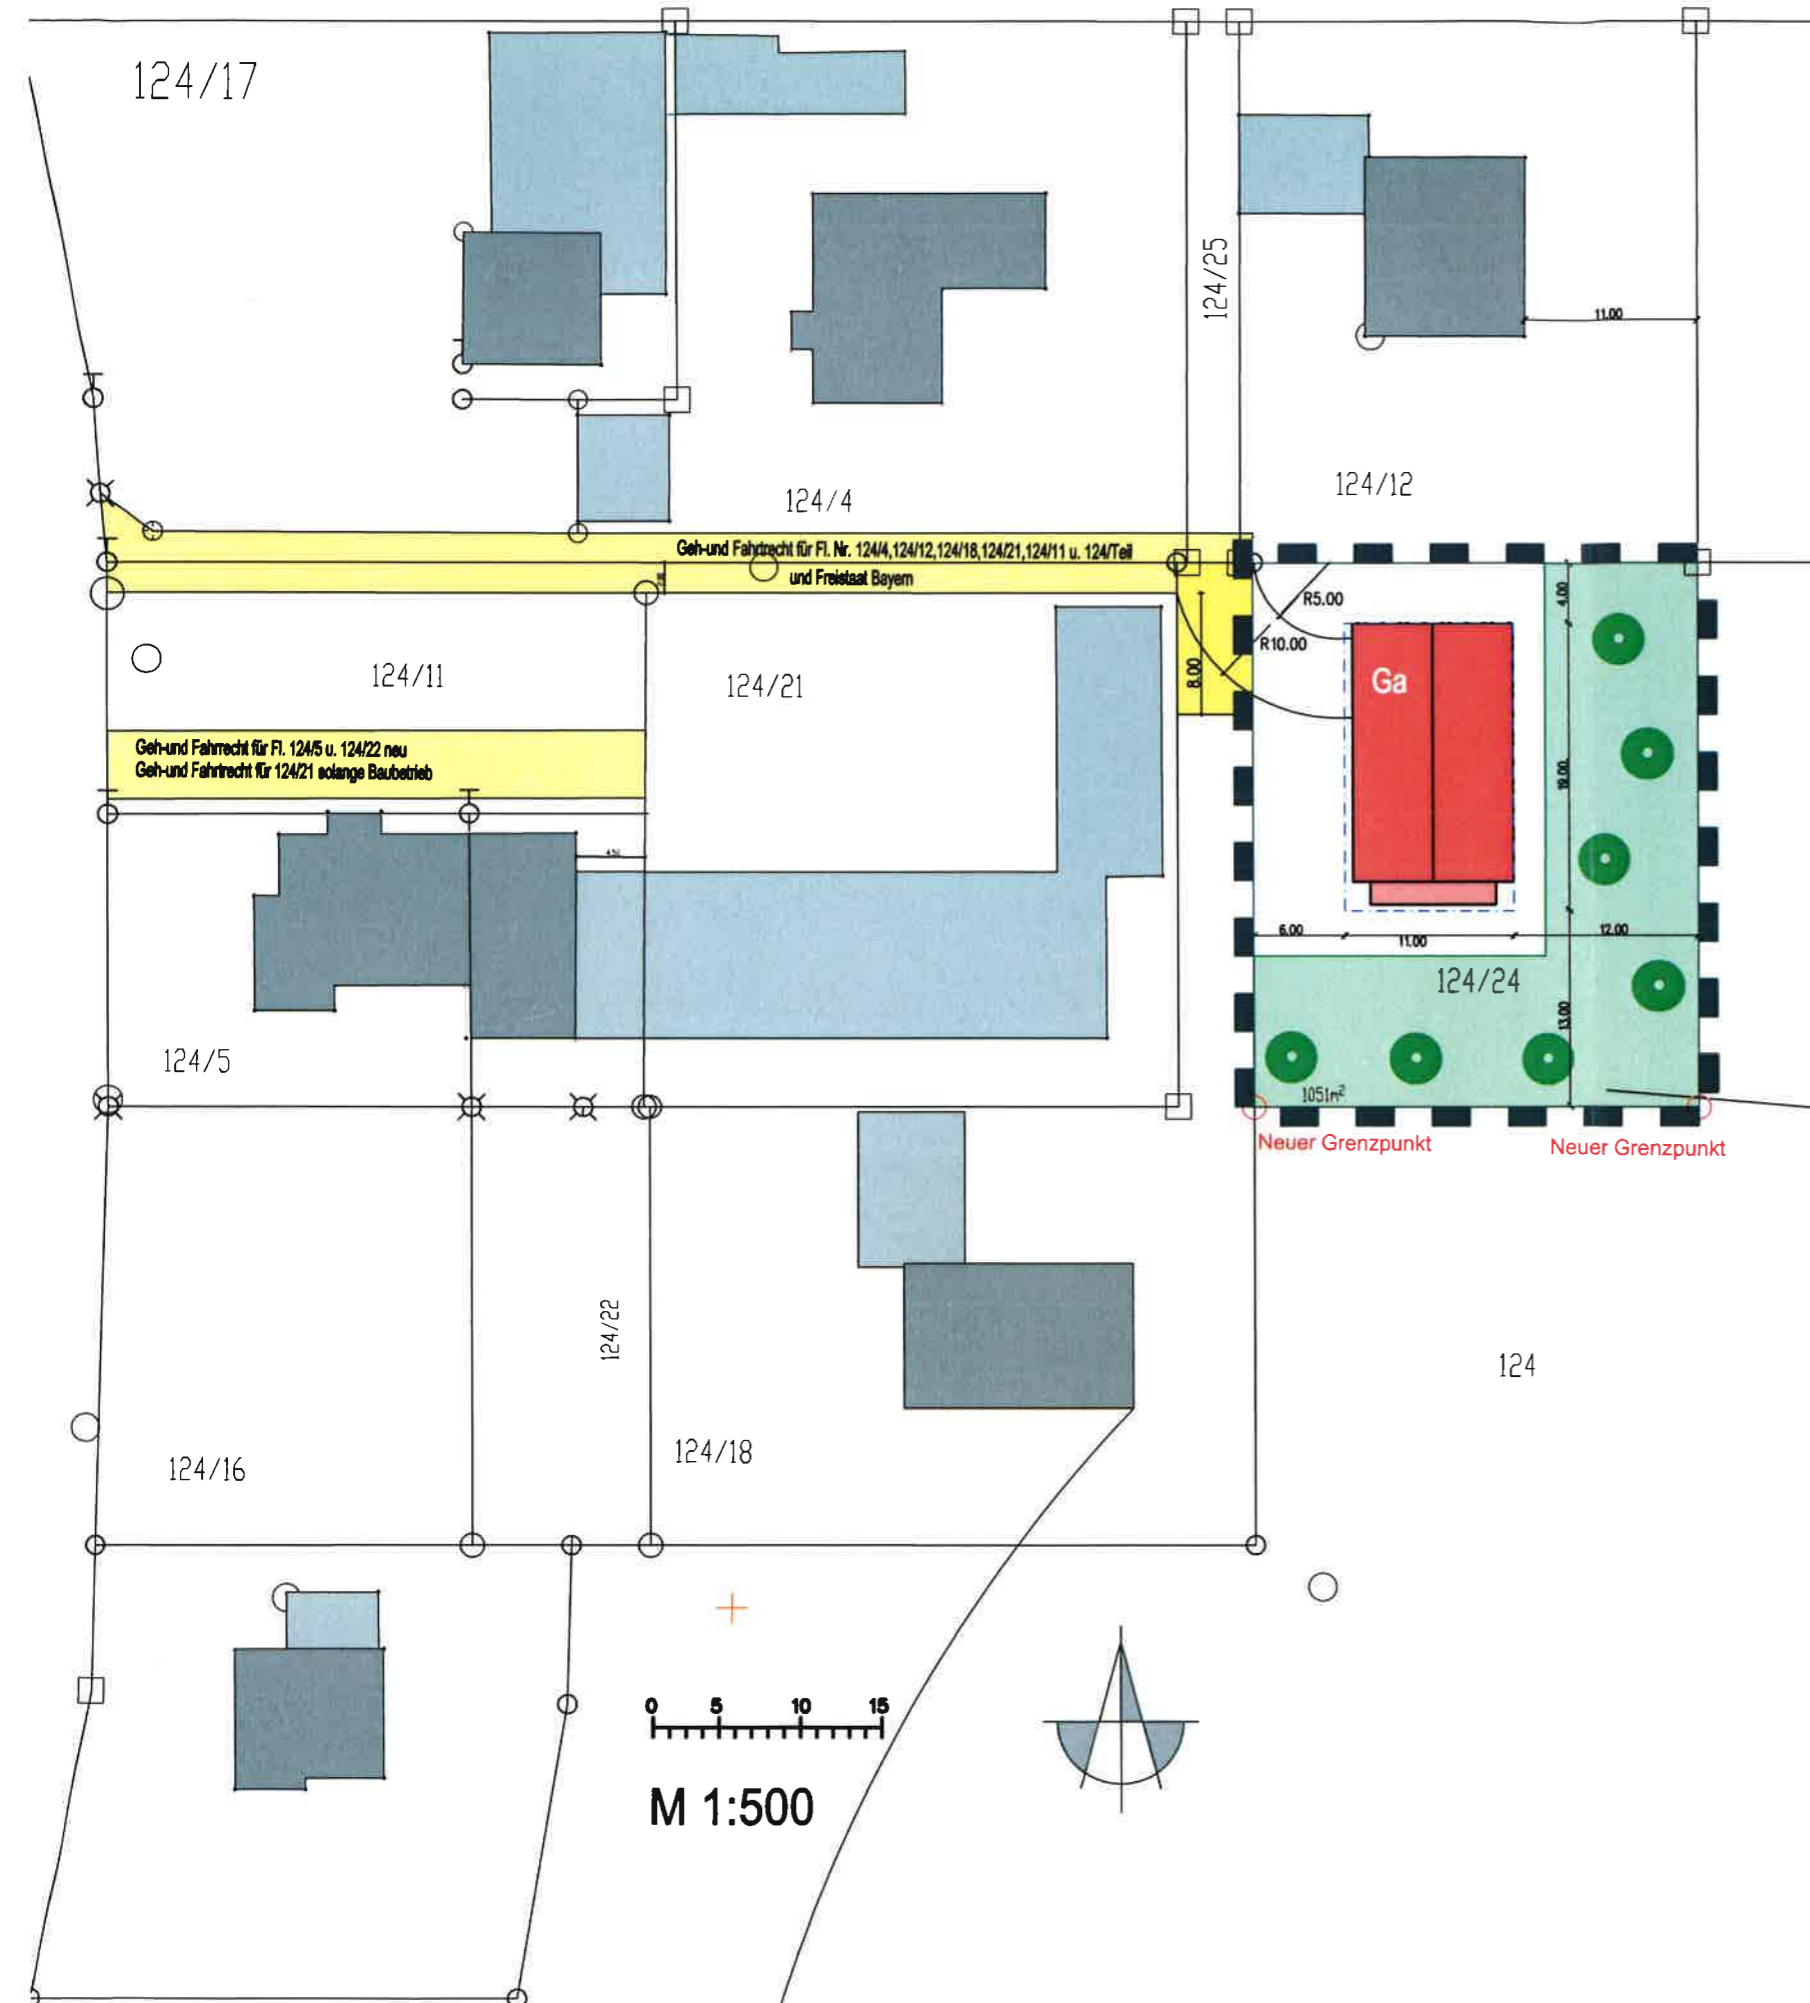 124/17
124/25
11.00
124/12
124/4
Geh-und Fahrtrecht für Fl. Nr. 124/4,124/12,124/18,124/21,124/11 u. 124/Teil
und Freistaat Bayern
R5.00
4.00
R10.00
8.00
Ga
124/11
124/21
Geh-und Fahrrecht für Fl. 124/5 u. 124/22 neu
Geh-und Fahrtrecht für 124/21 solange Baubetrieb
19.00
4.50
6.00
11.00
12.00
124/24
13.00
124/5
1051m²
Neuer Grenzpunkt
Neuer Grenzpunkt
124/22
124
124/18
124/16
0 5 10 15
M 1:500